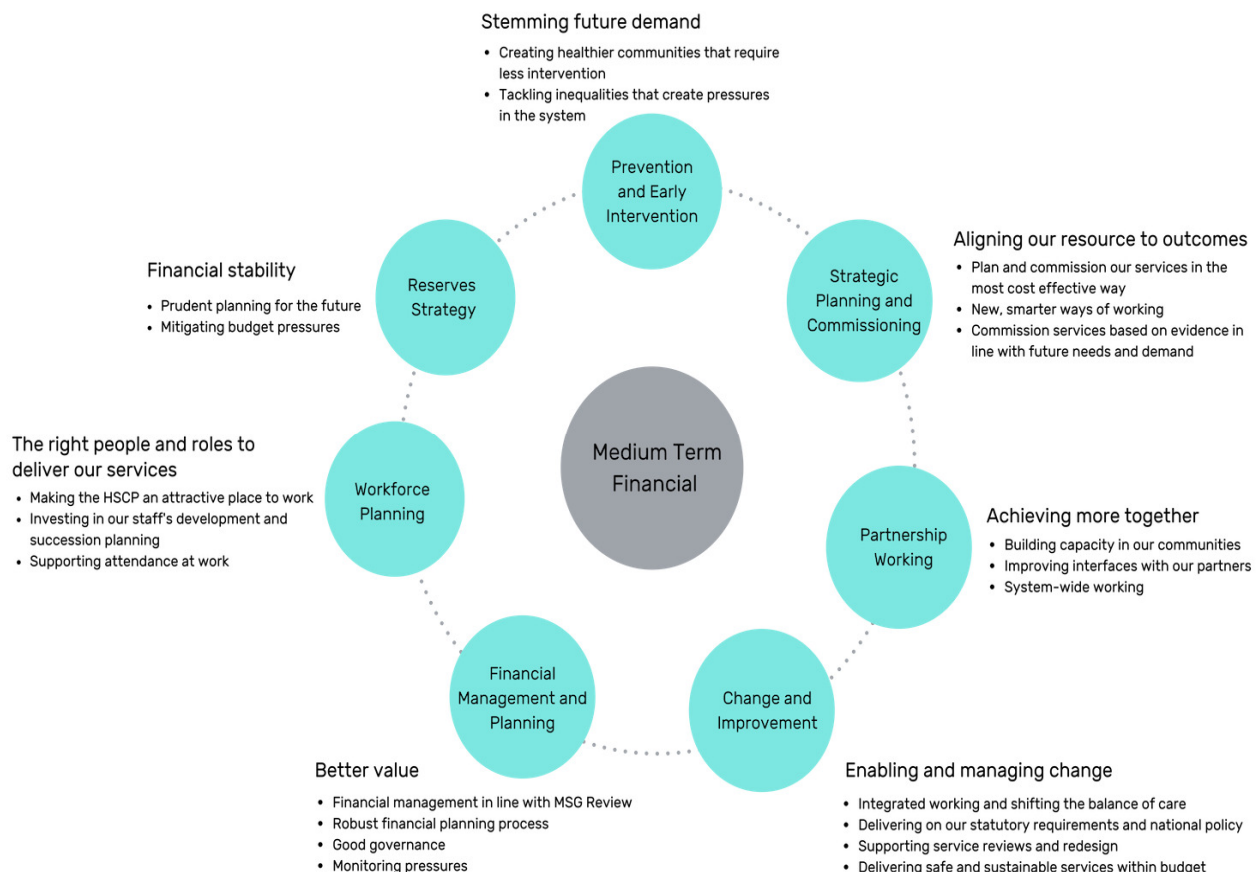 Stemming future demand
• Creating healthier communities that require
less intervention
• Tackling inequalities that create pressures
in the system
Prevention
and Early
Intervention
Aligning our resource to outcomes
• Plan and commission our services in the
most cost effective way
• New, smarter ways of working
• Commission services based on evidence in
line with future needs and demand
Strategic
Planning and
Commissioning
Financial stability
• Prudent planning for the future
• Mitigating budget pressures
Reserves
Strategy
Medium Term
Financial
The right people and roles to
deliver our services
• Making the HSCP an attractive place to work
• Investing in our staff's development and
succession planning
• Supporting attendance at work
Workforce
Planning
Partnership
Working
Achieving more together
• Building capacity in our communities
• Improving interfaces with our partners
• System-wide working
Financial
Management and
Planning
Change and
Improvement
Better value
• Financial management in line with MSG Review
• Robust financial planning process
• Good governance
• Monitoring pressures
Enabling and managing change
• Integrated working and shifting the balance of care
• Delivering on our statutory requirements and national policy
• Supporting service reviews and redesign
• Delivering safe and sustainable services within budget